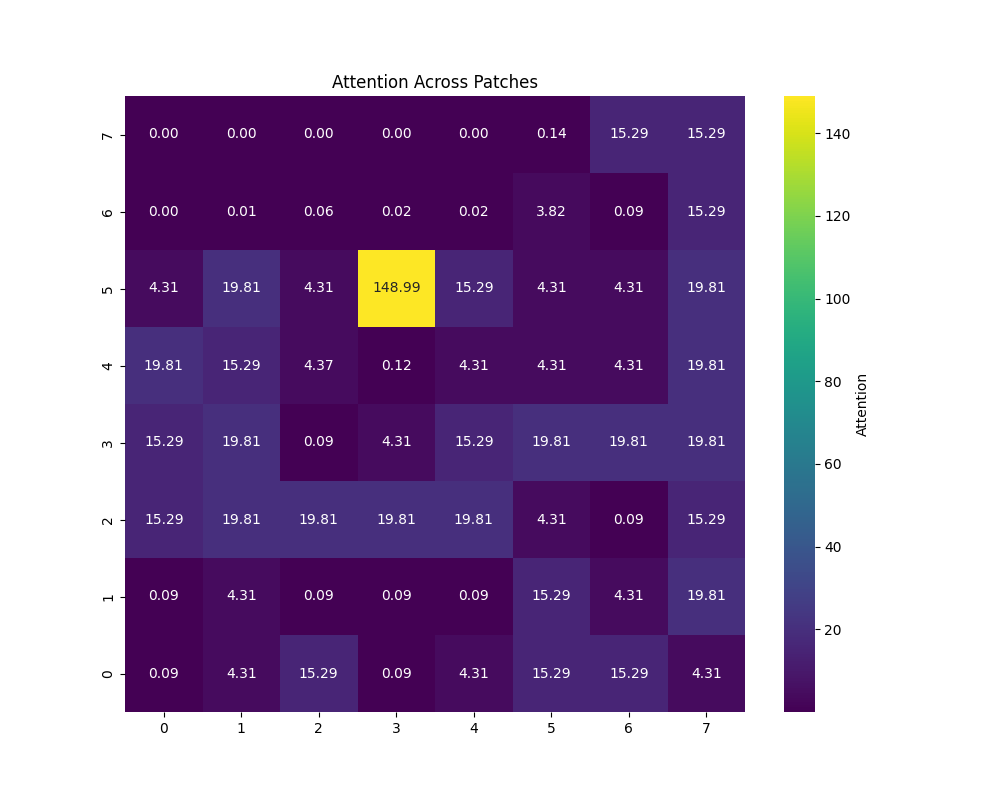 Attention Across Patches
7 0.00 0.00 0.00 0.00 0.00 0.14 15.29 15.29
6 0.00 0.01 0.06 0.02 0.02 3.82 0.09 15.29
5 4.31 19.81 4.31 148.99 15.29 4.31 4.31 19.81
4 19.81 15.29 4.37 0.12 4.31 4.31 4.31 19.81
3 15.29 19.81 0.09 4.31 15.29 19.81 19.81 19.81
2 15.29 19.81 19.81 19.81 19.81 4.31 0.09 15.29
1 0.09 4.31 0.09 0.09 0.09 15.29 4.31 19.81
0 0.09 4.31 15.29 0.09 4.31 15.29 15.29 4.31
0 1 2 3 4 5 6 7
140
120
100
80
60
40
20
Attention